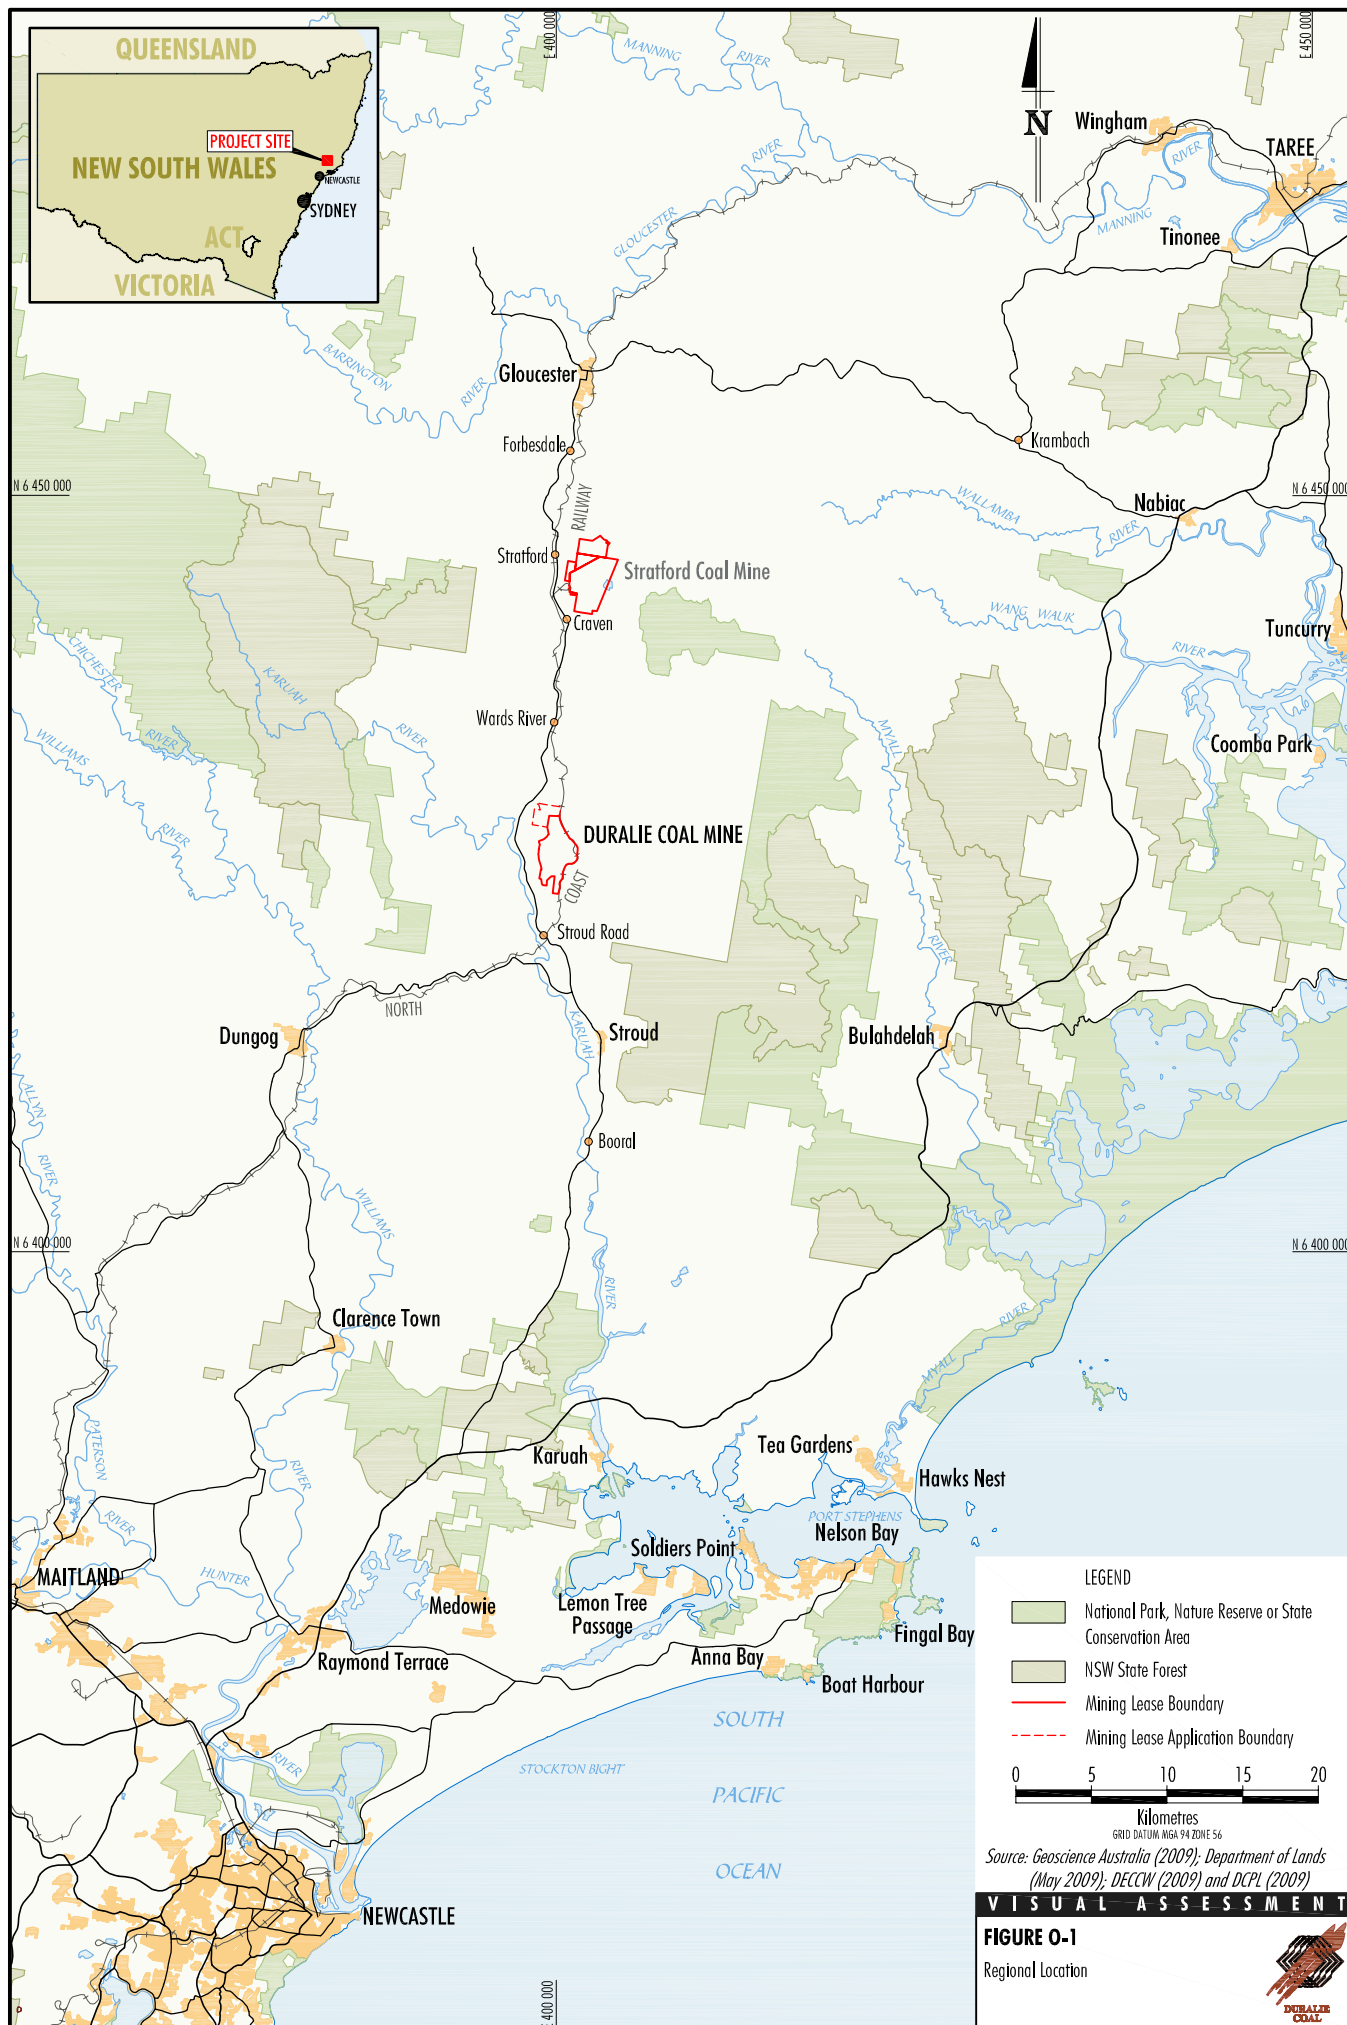 QUEENSLAND
PROJECT SITE
NEW SOUTH WALES
NEWCASTLE
SYDNEY
ACT
VICTORIA
E 400 000
E 450 000
MANNING
RIVER
N
Wingham
RIVER
TAREE
MANNING
Tinonee
RIVER
GLOUCESTER
BARRINGTON
RIVER
Gloucester
Forbesdale
Krambach
N 6 450 000
N 6 450 000
RAILWAY
WALLAMBA
RIVER
Nabiac
Stratford
Stratford Coal Mine
Craven
WANG WAUK
RIVER
Tuncurry
CHICHESTER
RIVER
KARUAH
RIVER
Wards River
MYALL
Coomba Park
WILLIAMS
RIVER
DURALIE COAL MINE
COAST
Stroud Road
RIVER
NORTH
Dungog
KARUAH
Stroud
Bulahdelah
ALLYN
RIVER
Booral
WILLIAMS
N 6 400 000
N 6 400 000
RIVER
RIVER
MYALL
Clarence Town
PATERSON
RIVER
RIVER
Karuah
Tea Gardens
Hawks Nest
PORT STEPHENS
Nelson Bay
Soldiers Point
MAITLAND
HUNTER
Medowie
Lemon Tree
Passage
Fingal Bay
Raymond Terrace
Anna Bay
Boat Harbour
RIVER
SOUTH
STOCKTON BIGHT
PACIFIC
OCEAN
NEWCASTLE
E 400 000
LEGEND
National Park, Nature Reserve or State
Conservation Area
NSW State Forest
Mining Lease Boundary
Mining Lease Application Boundary
0 5 10 15 20
Kilometres
GRID DATUM MGA 94 ZONE 56
Source: Geoscience Australia (2009); Department of Lands
(May 2009); DECCW (2009) and DCPL (2009)
VISUAL ASSESSMENT
FIGURE O-1
Regional Location
DURALIE
COAL